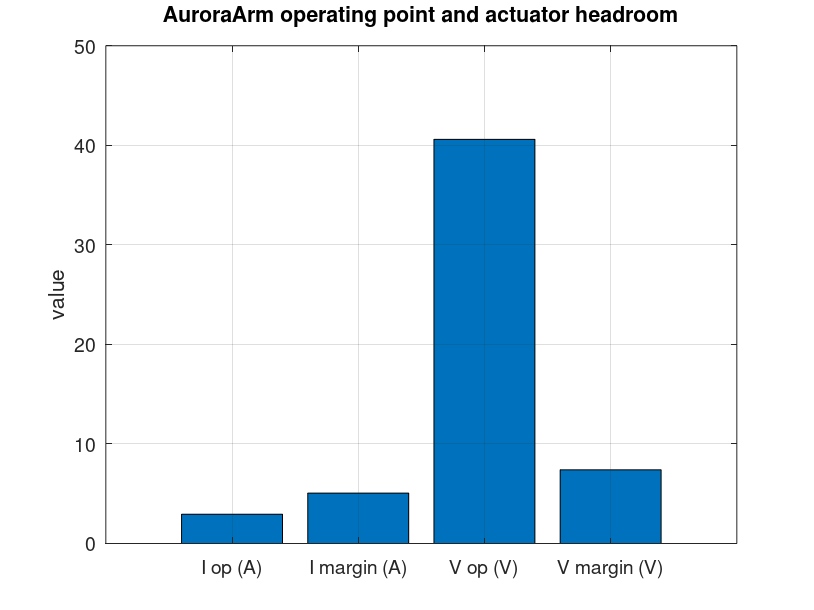 AuroraArm operating point and actuator headroom
50
40
30
20
10
0
value
I op (A) I margin (A) V op (V) V margin (V)